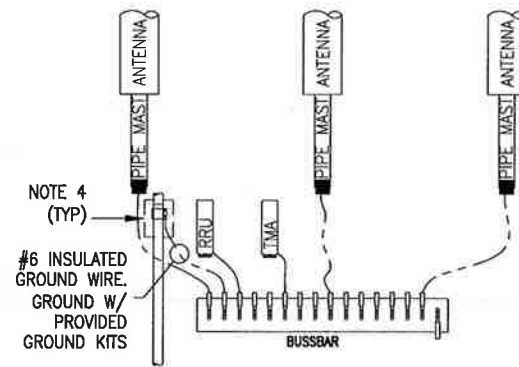 ANTENNA
ANTENNA
ANTENNA
PIPE MAST
PIPE MAST
PIPE MAST
NOTE 4
(TYP)
RRU
TMA
#6 INSULATED
GROUND WIRE.
GROUND W/
PROVIDED
GROUND KITS
BUSSBAR